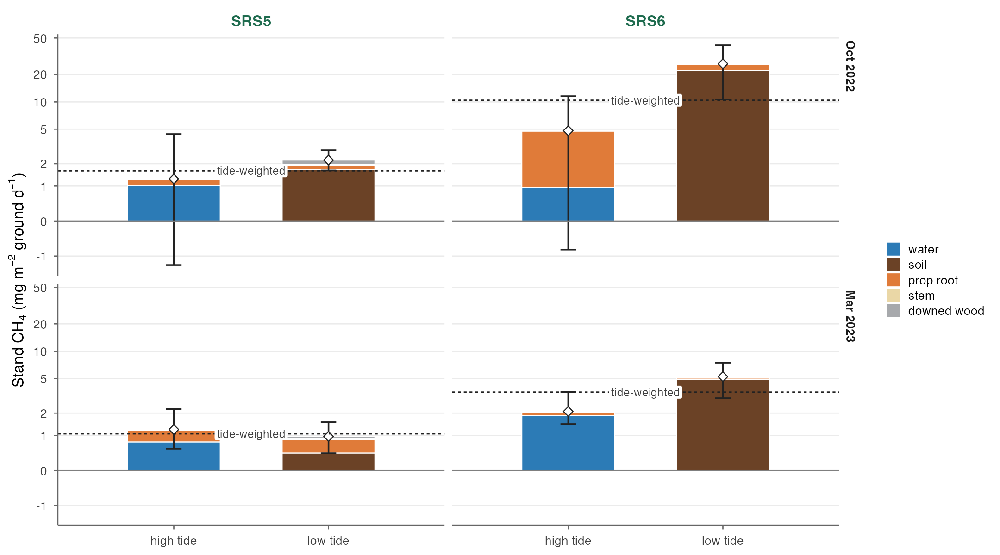 SRS5
SRS6
Stand CH₄ (mg m⁻² ground d⁻¹)
50
20
10
5
2
1
0
-1
tide-weighted
tide-weighted
Oct 2022
50
20
10
5
2
1
0
-1
tide-weighted
tide-weighted
Mar 2023
high tide
low tide
high tide
low tide
water
soil
prop root
stem
downed wood